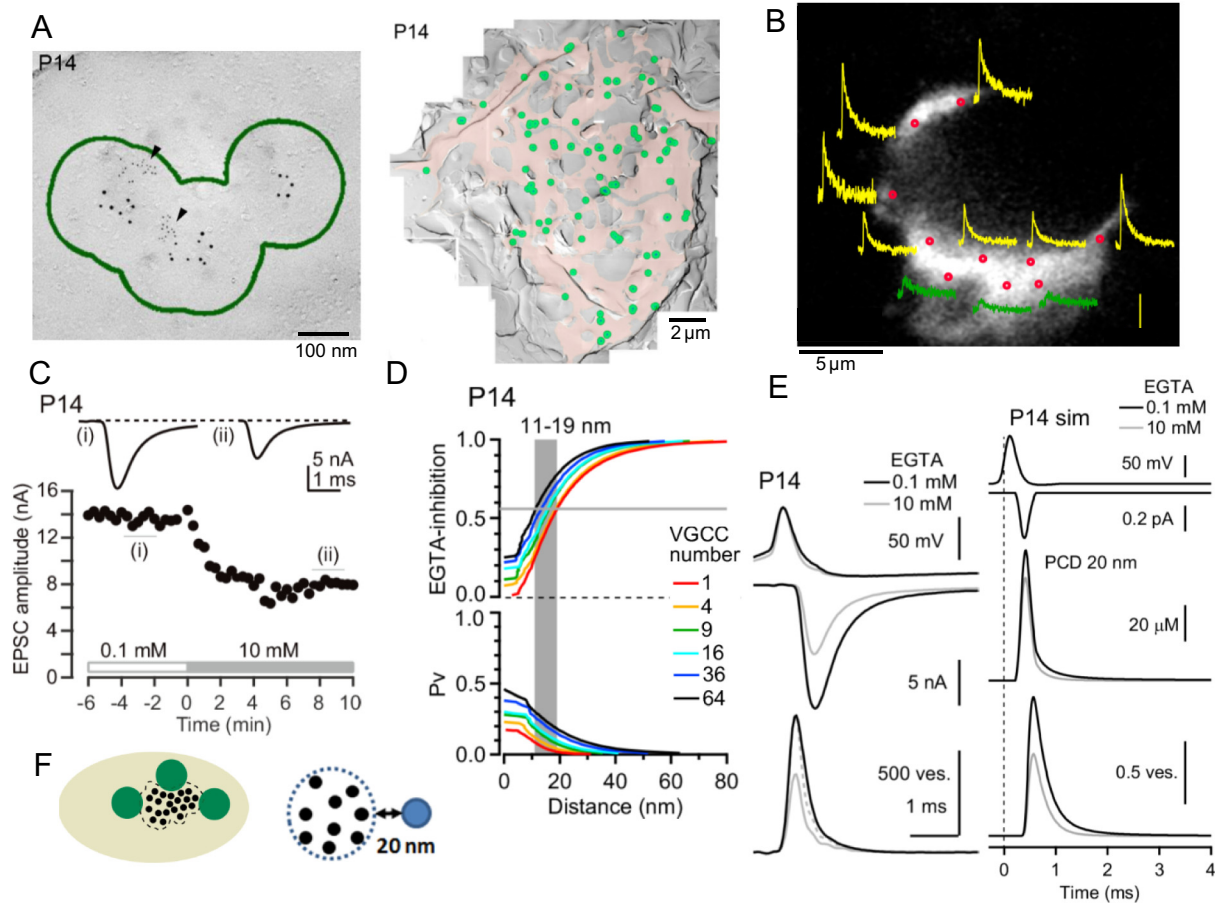 A
P14
100 nm
P14
2 µm
B
5 µm
C
P14
(i)
(ii)
5 nA
1 ms
EPSC amplitude (nA)
16
12
8
4
0
(i)
(ii)
0.1 mM
10 mM
-6
-4
-2
0
2
4
6
8
10
Time (min)
D
P14
11-19 nm
EGTA-inhibition
1.0
0.5
0.0
VGCC
number
1
4
9
16
36
64
Pv
1.0
0.5
0.0
0
20
40
60
80
Distance (nm)
E
P14
EGTA
0.1 mM
10 mM
50 mV
5 nA
500 ves.
1 ms
EGTA
0.1 mM
10 mM
P14 sim
50 mV
0.2 pA
PCD 20 nm
20 µM
0.5 ves.
0
1
2
3
4
Time (ms)
F
20 nm